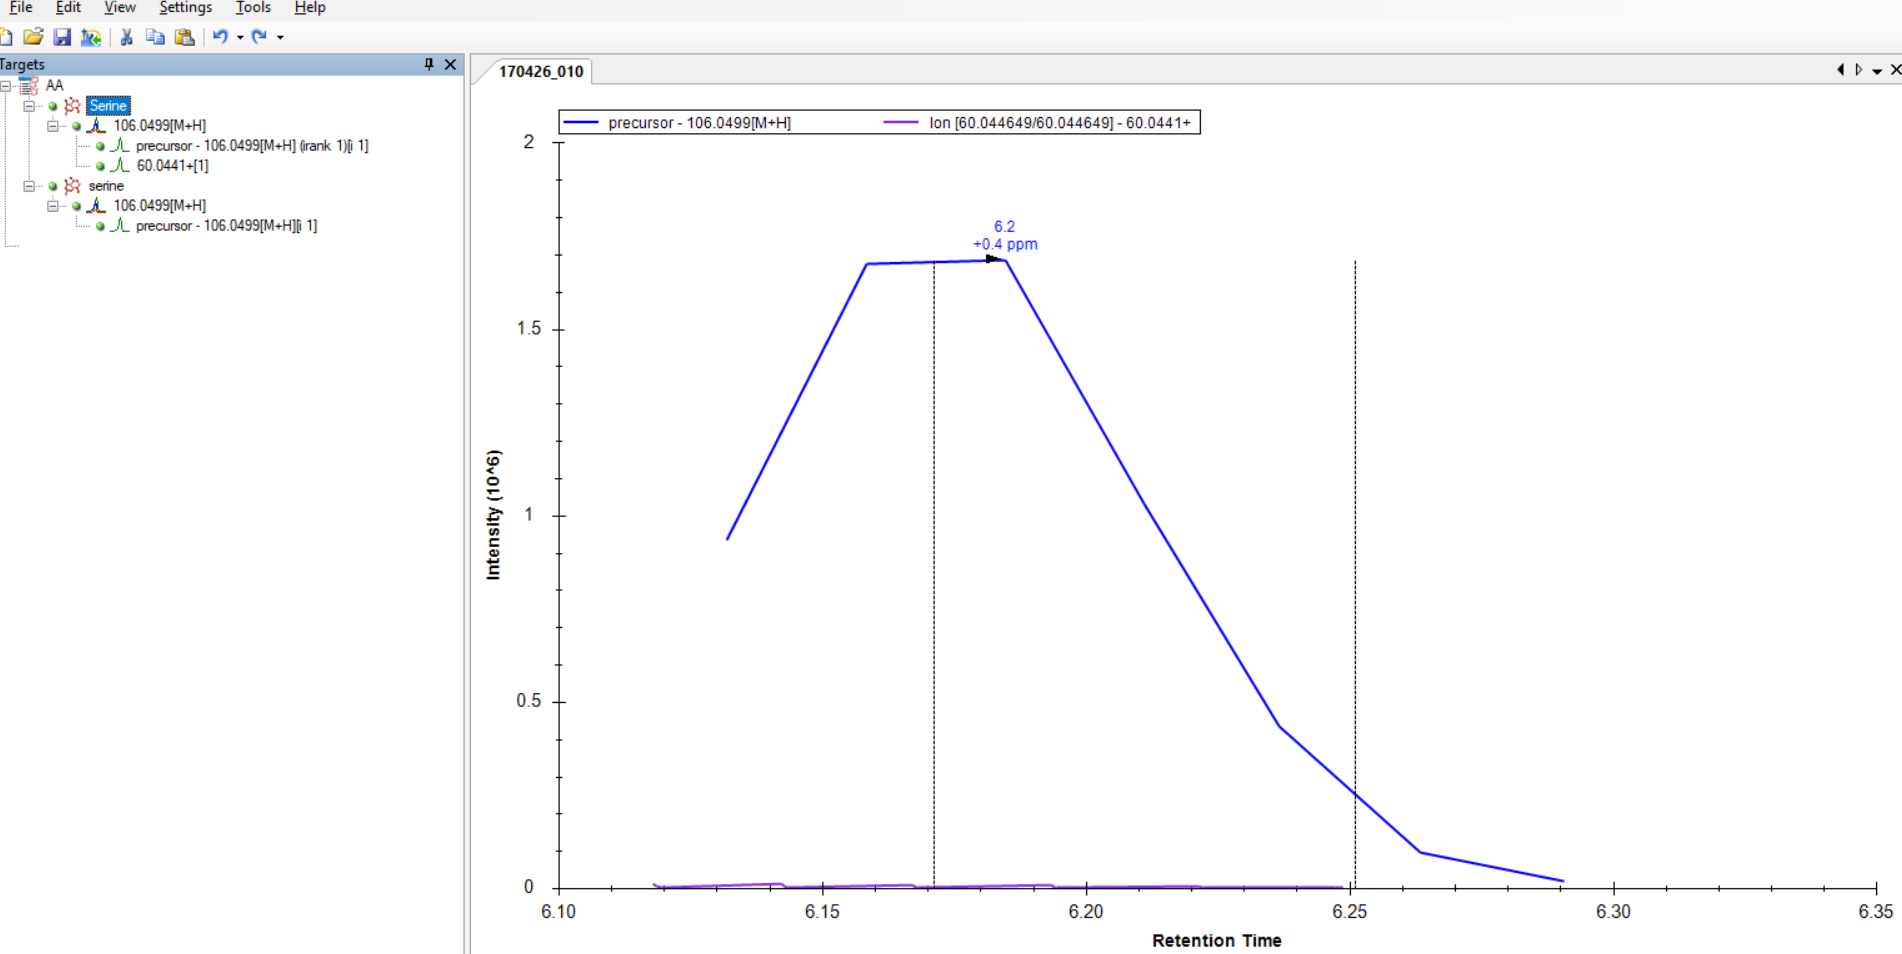 File Edit View Settings Tools Help
Targets
AA
Serine
106.0499[M+H]
precursor - 106.0499[M+H] (irank 1)[i 1]
60.0441+[1]
serine
106.0499[M+H]
precursor - 106.0499[M+H][i 1]
170426_010
precursor - 106.0499[M+H]
Ion [60.044649/60.044649] - 60.0441+
6.2
+0.4 ppm
Intensity (10^6)
2
1.5
1
0.5
0
6.10 6.15 6.20 6.25 6.30 6.35
Retention Time